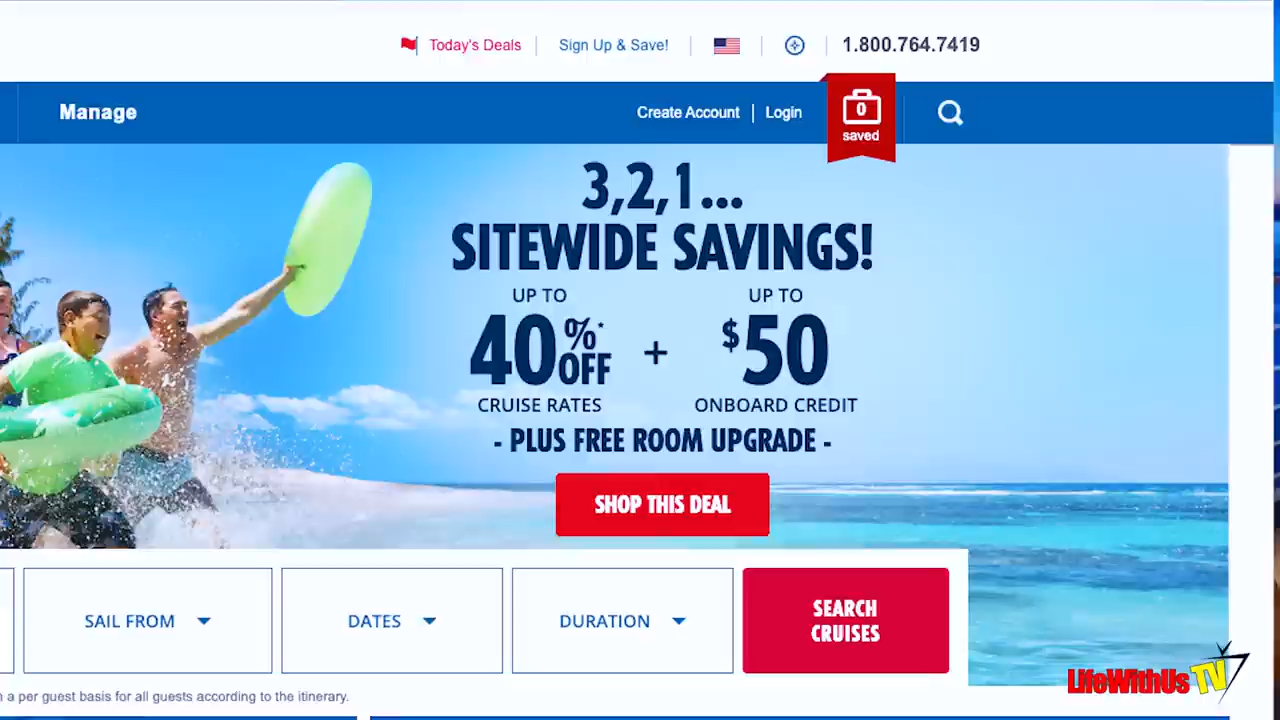 Today's Deals
Sign Up & Save!
1.800.764.7419
Manage
Create Account
Login
0
saved
3,2,1...
SITEWIDE SAVINGS!
UP TO
40%* OFF
CRUISE RATES
+
UP TO
$50
ONBOARD CREDIT
- PLUS FREE ROOM UPGRADE -
SHOP THIS DEAL
SAIL FROM
DATES
DURATION
SEARCH
CRUISES
a per guest basis for all guests according to the itinerary.
LifeWithUs TV